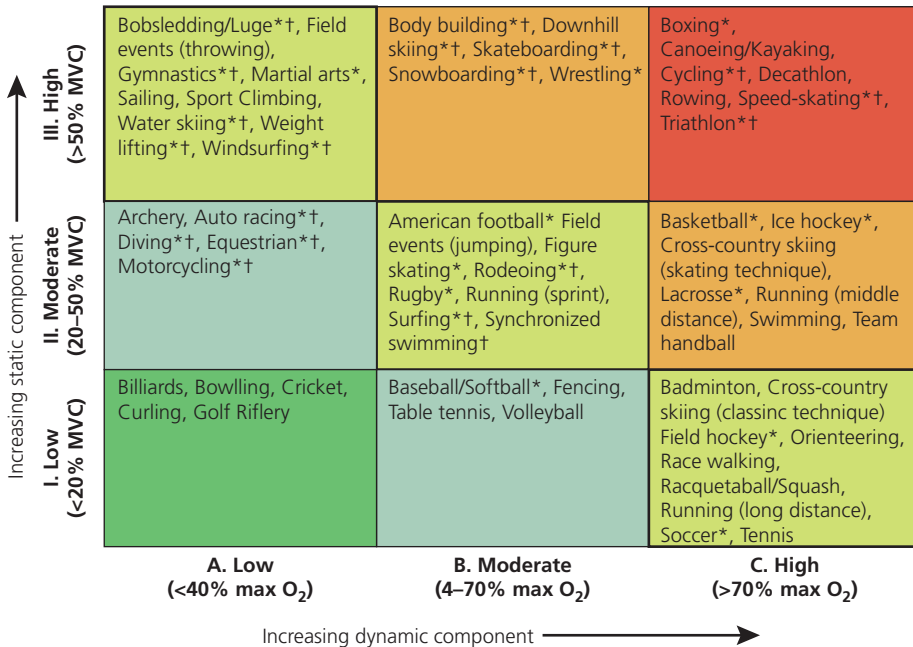 Increasing static component
III. High
(>50% MVC)
Bobsledding/Luge*†, Field
events (throwing),
Gymnastics*†, Martial arts*,
Sailing, Sport Climbing,
Water skiing*†, Weight
lifting*†, Windsurfing*†
Body building*†, Downhill
skiing*†, Skateboarding*†,
Snowboarding*†, Wrestling*
Boxing*,
Canoeing/Kayaking,
Cycling*†, Decathlon,
Rowing, Speed-skating*†,
Triathlon*†
II. Moderate
(20–50% MVC)
Archery, Auto racing*†,
Diving*†, Equestrian*†,
Motorcycling*†
American football* Field
events (jumping), Figure
skating*, Rodeoing*†,
Rugby*, Running (sprint),
Surfing*†, Synchronized
swimming†
Basketball*, Ice hockey*,
Cross-country skiing
(skating technique),
Lacrosse*, Running (middle
distance), Swimming, Team
handball
I. Low
(<20% MVC)
Billiards, Bowlling, Cricket,
Curling, Golf Riflery
Baseball/Softball*, Fencing,
Table tennis, Volleyball
Badminton, Cross-country
skiing (classinc technique)
Field hockey*, Orienteering,
Race walking,
Racquetaball/Squash,
Running (long distance),
Soccer*, Tennis
A. Low
(<40% max O₂)
B. Moderate
(4–70% max O₂)
C. High
(>70% max O₂)
Increasing dynamic component